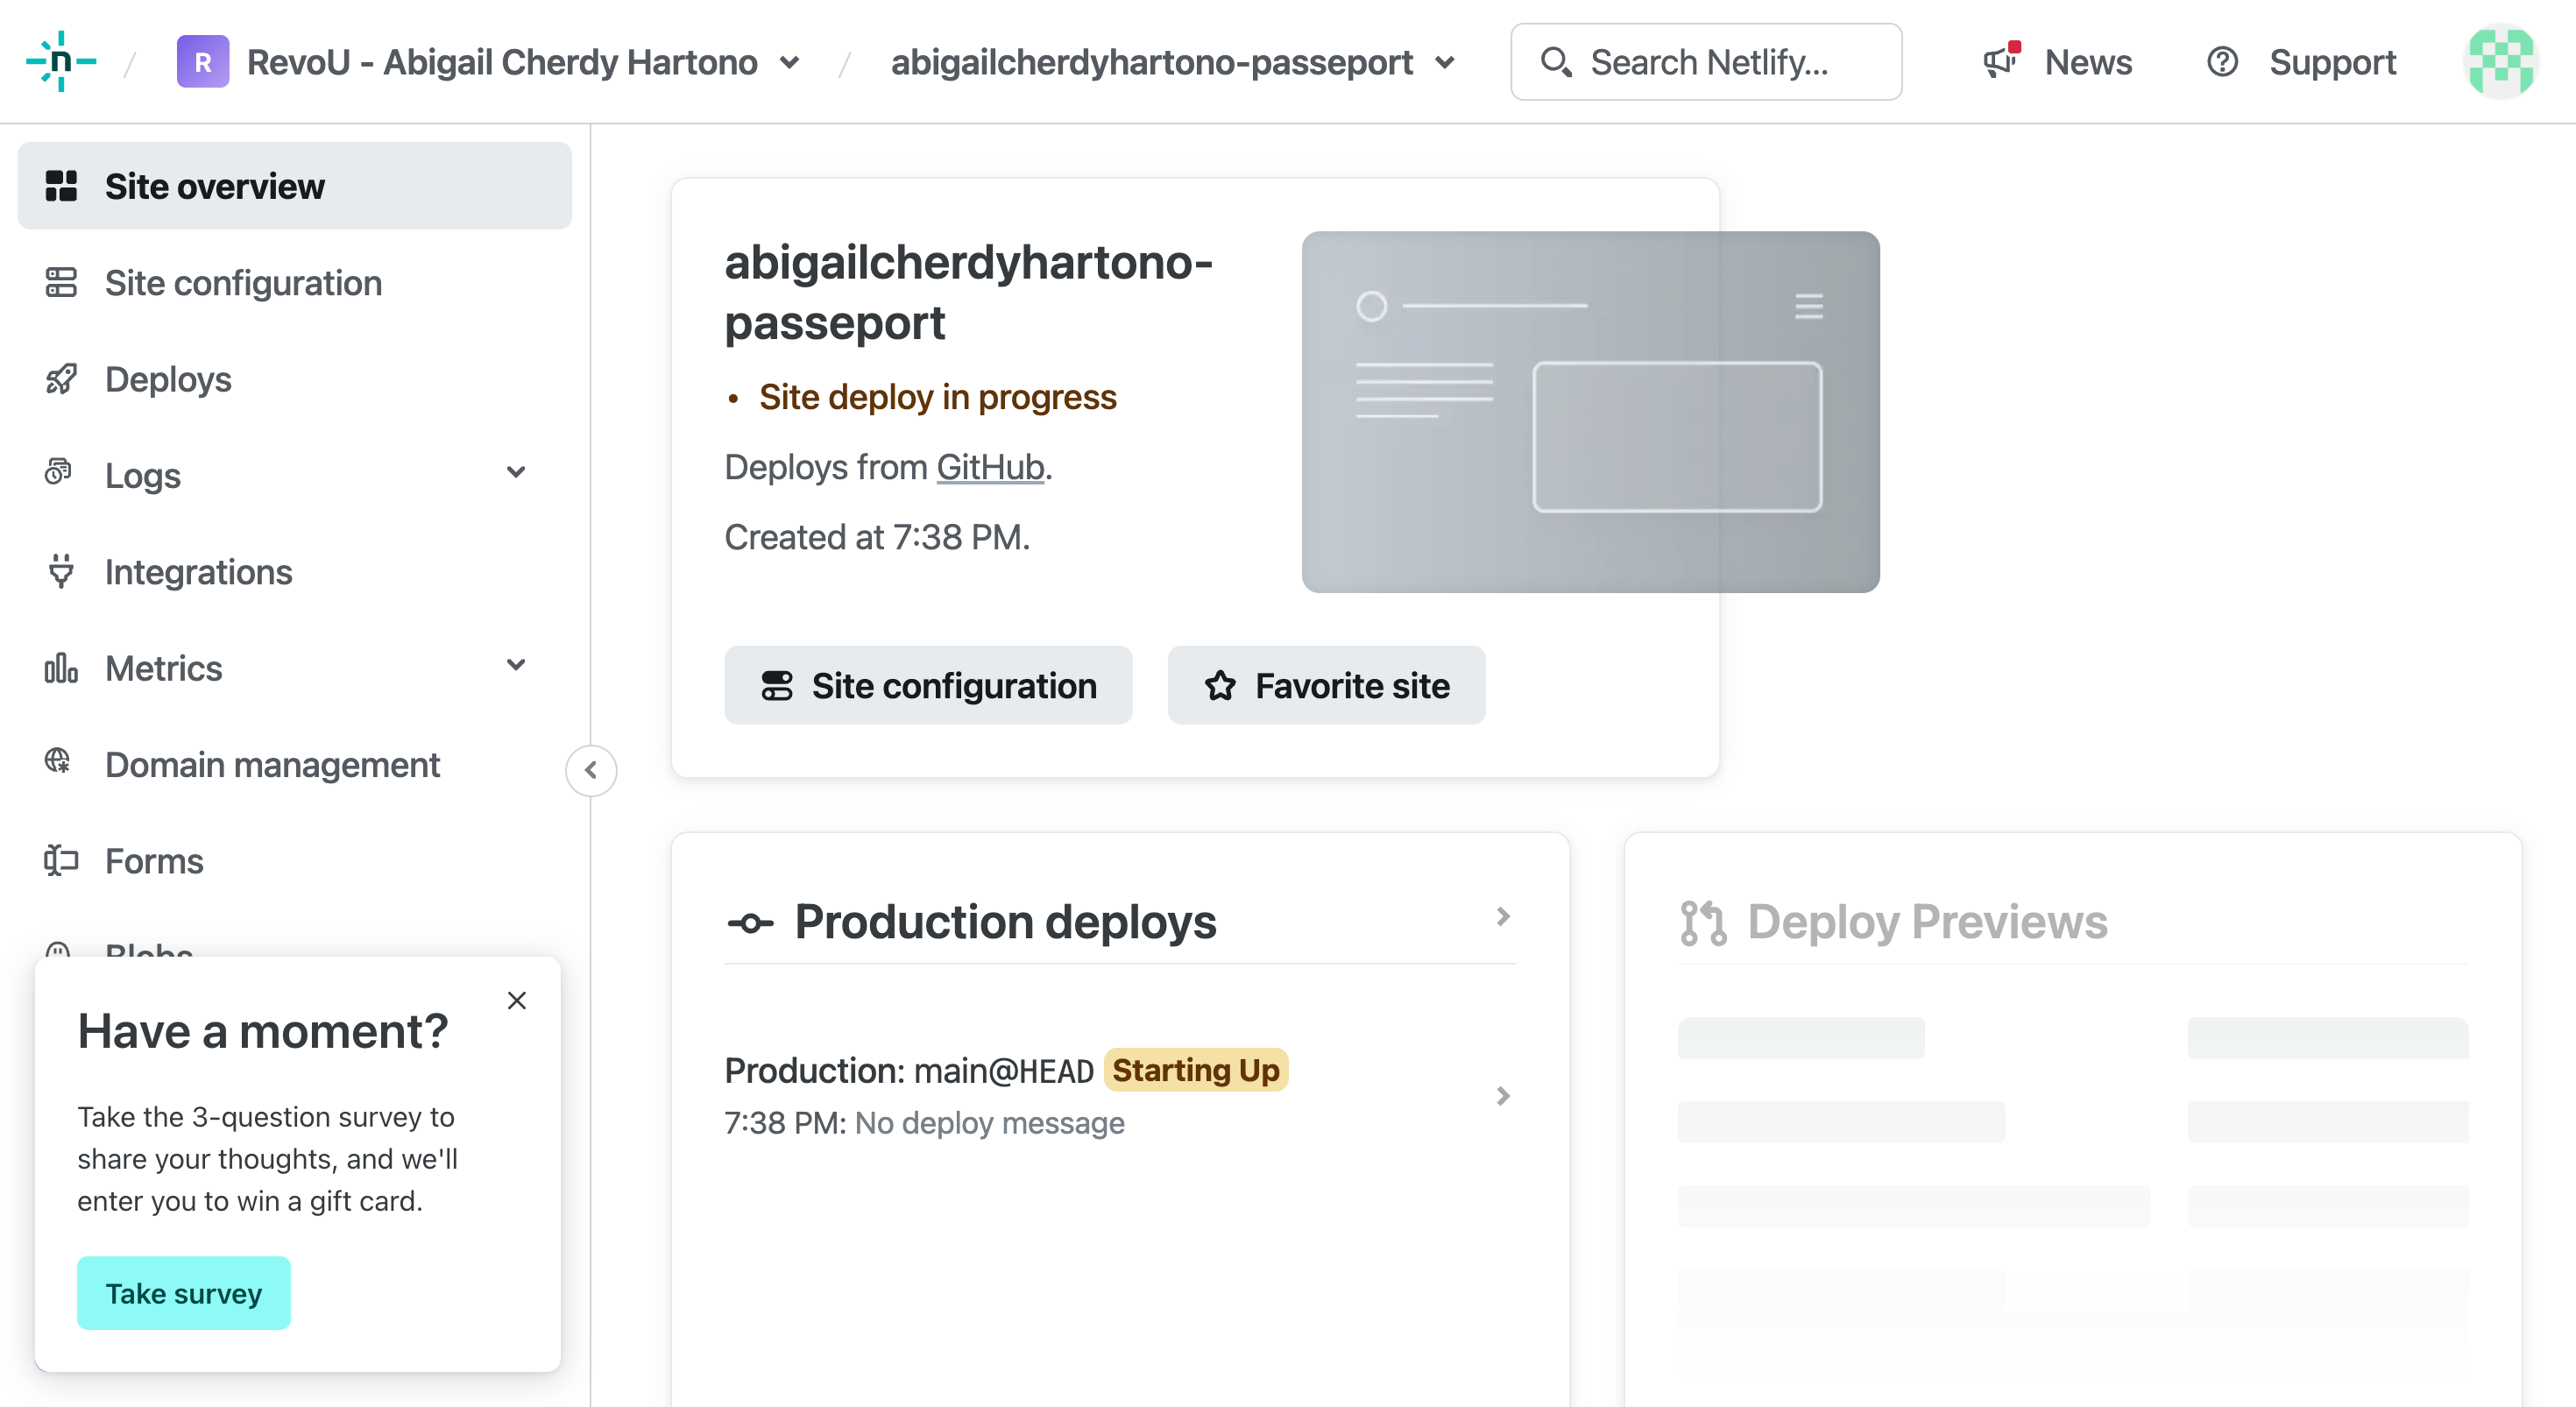 n / R RevoU - Abigail Cherdy Hartono / abigailcherdyhartono-passeport Search Netlify... News Support
Site overview
Site configuration
Deploys
Logs
Integrations
Metrics
Domain management
Forms
Blobs
Have a moment?
Take the 3-question survey to
share your thoughts, and we'll
enter you to win a gift card.
Take survey
abigailcherdyhartono-
passeport
• Site deploy in progress
Deploys from GitHub.
Created at 7:38 PM.
Site configuration Favorite site
Production deploys
Production: main@HEAD Starting Up
7:38 PM: No deploy message
Deploy Previews